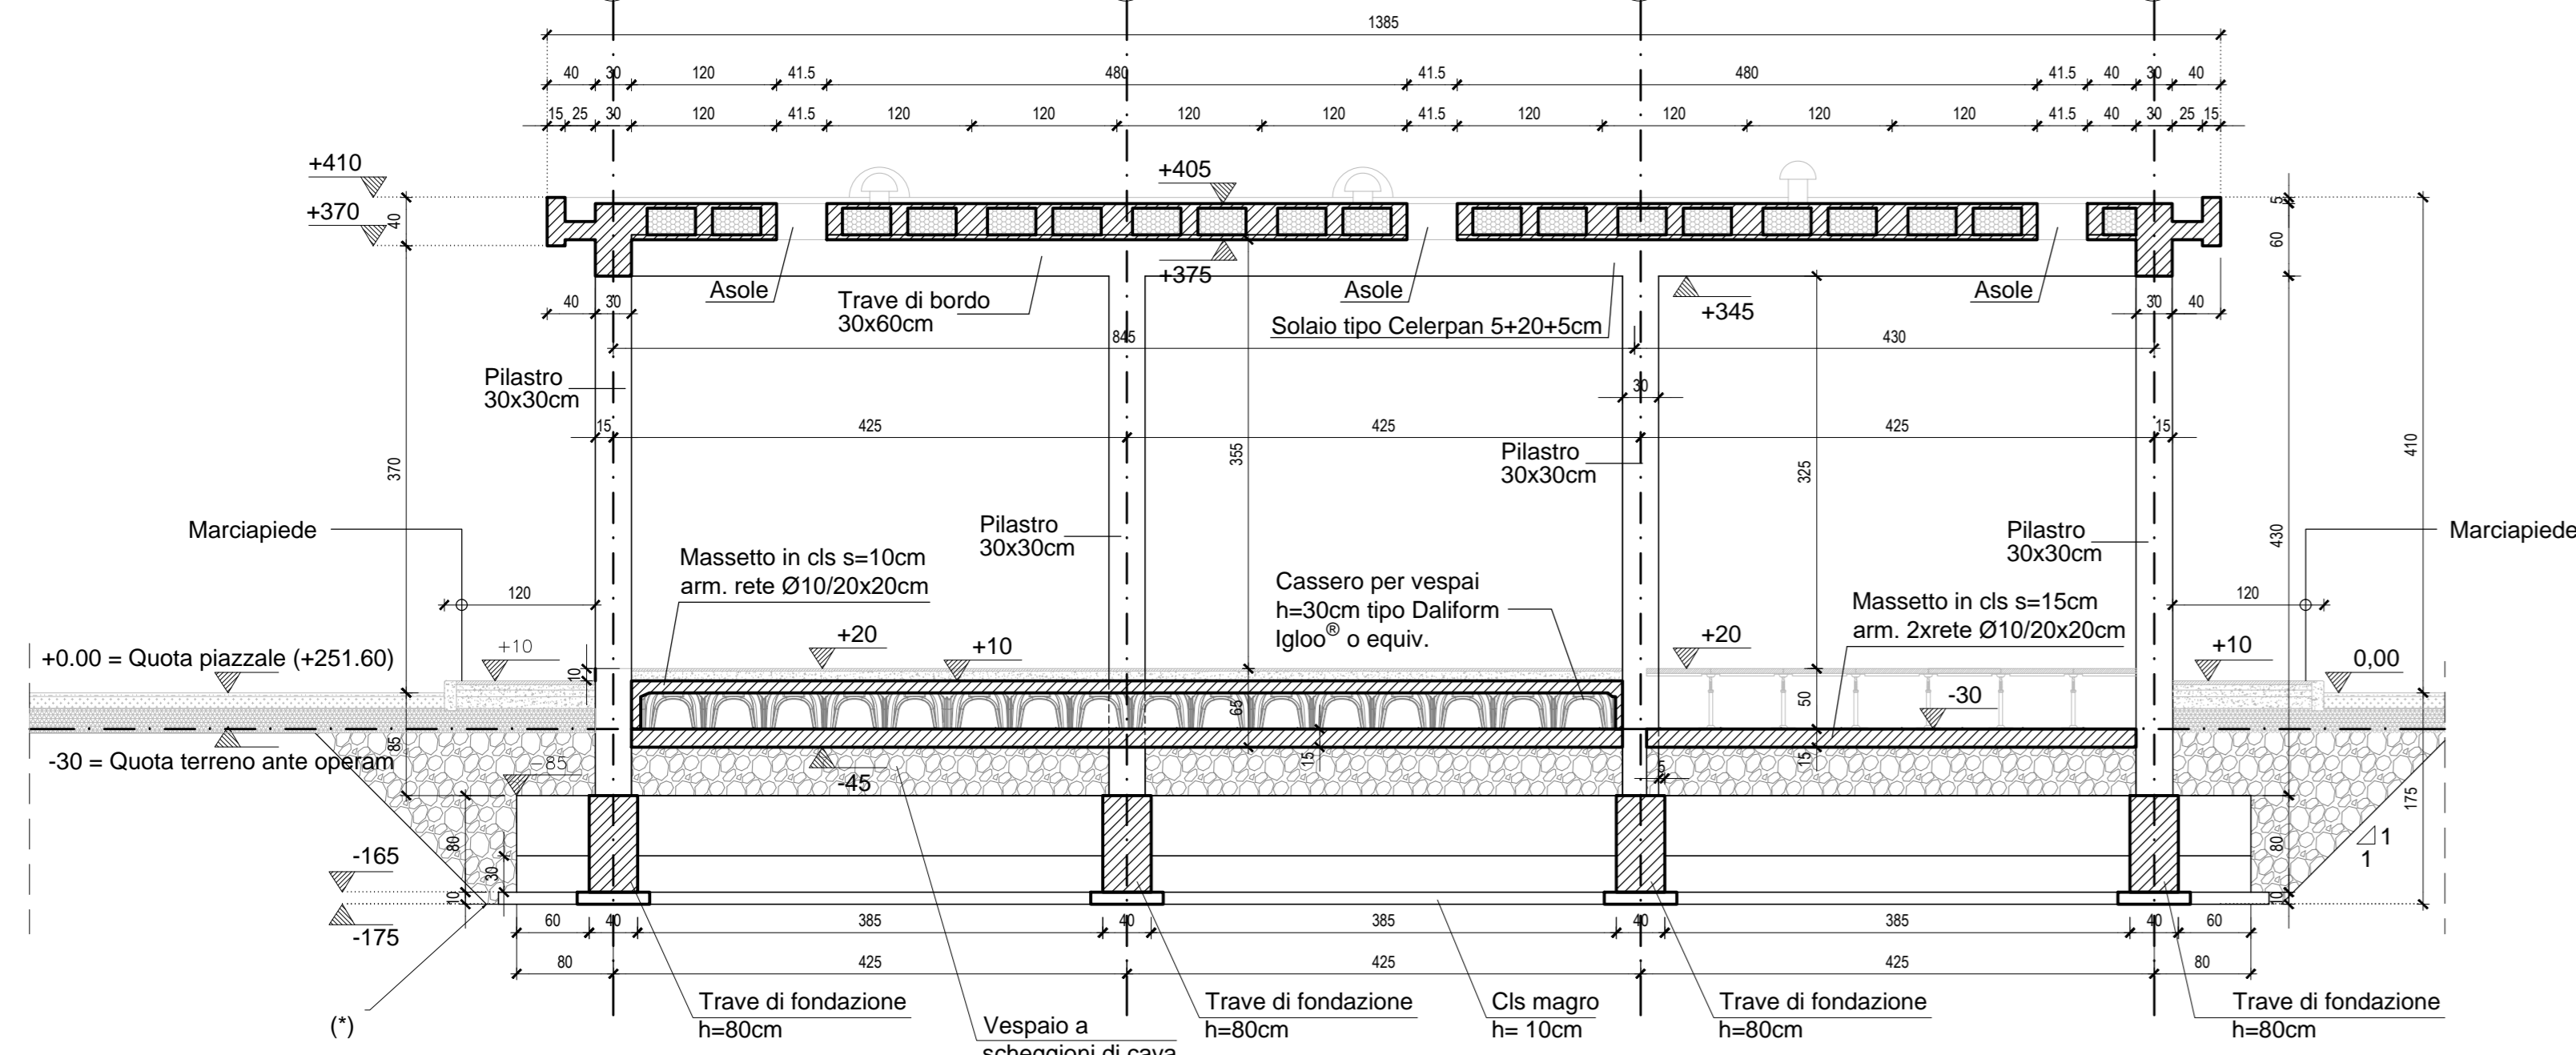 1385
40 30 120 41.5 480 41.5 480 41.5 40 30 40
15 25 30 120 41.5 120 120 120 120 41.5 120 120 120 120 41.5 40 30 25 15
+410
+405
+370
40
5
60
+375
Asole
Trave di bordo
30x60cm
Asole
Solaio tipo Celerpan 5+20+5cm
+345
Asole
40 30
30 40
845
430
Pilastro
30x30cm
30
15 425 425 425 15
370
355
325
410
430
Pilastro
30x30cm
Pilastro
30x30cm
Pilastro
30x30cm
Marciapiede
Marciapiede
Massetto in cls s=10cm
arm. rete Ø10/20x20cm
Cassero per vespai
h=30cm tipo Daliform
Igloo® o equiv.
Massetto in cls s=15cm
arm. 2xrete Ø10/20x20cm
120
120
+0.00 = Quota piazzale (+251.60)
+10
10
+20
+10
+20
+10
0,00
65
50
-30
-30 = Quota terreno ante operam
85
-85
-45
15
15
5
175
80
30
10
-165
-175
80
10
1
1
60 40 385 40 385 40 385 40 60
80 425 425 425 80
(*)
Trave di fondazione
h=80cm
Vespaio a
scheggioni di cava
Trave di fondazione
h=80cm
Cls magro
h= 10cm
Trave di fondazione
h=80cm
Trave di fondazione
h=80cm